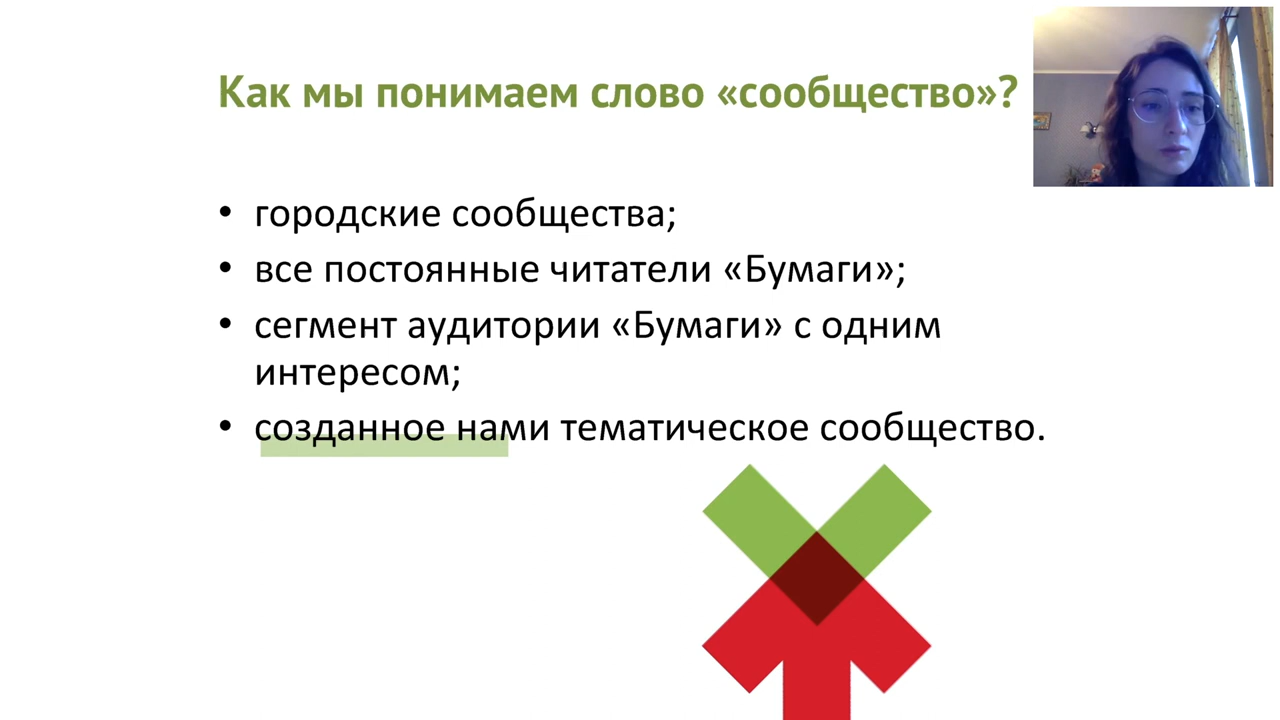 Как мы понимаем слово «сообщество»?
• городские сообщества;
• все постоянные читатели «Бумаги»;
• сегмент аудитории «Бумаги» с одним
интересом;
• созданное нами тематическое сообщество.